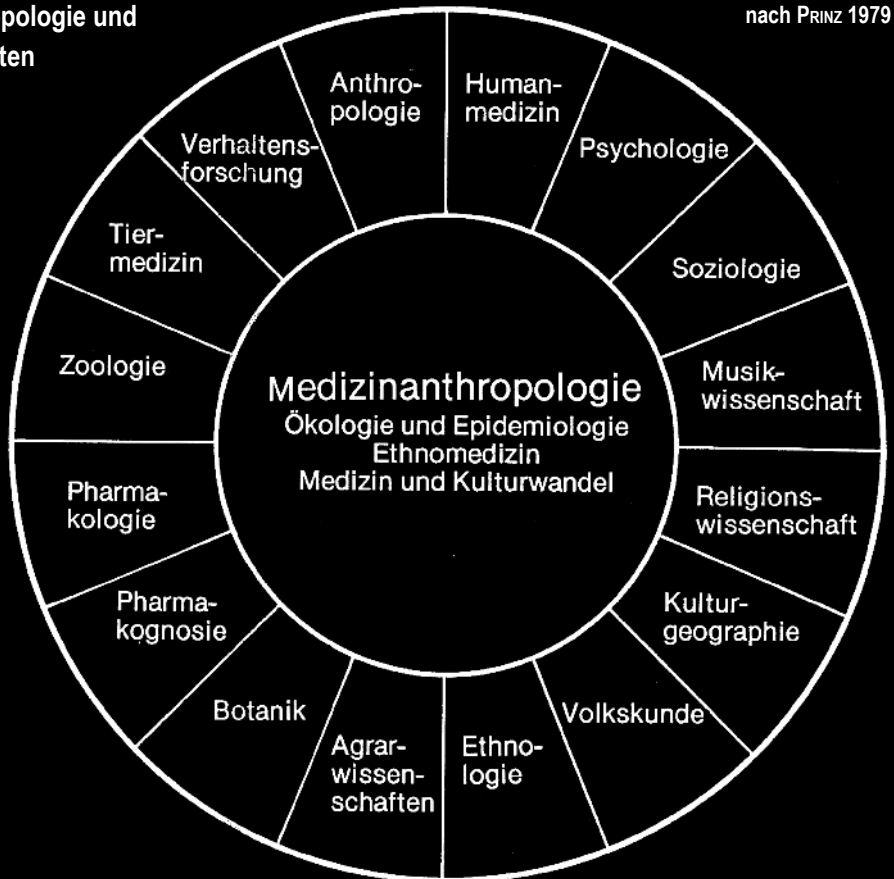 pologie und
ten
nach PRINZ 1979
Anthro-
pologie
Human-
medizin
Psychologie
Soziologie
Musik-
wissenschaft
Religions-
wissenschaft
Kultur-
geographie
Volkskunde
Ethno-
logie
Agrar-
wissen-
schaften
Botanik
Pharma-
kognosie
Pharma-
kologie
Zoologie
Tier-
medizin
Verhaltens-
forschung
Medizinanthropologie
Ökologie und Epidemiologie
Ethnomedizin
Medizin und Kulturwandel